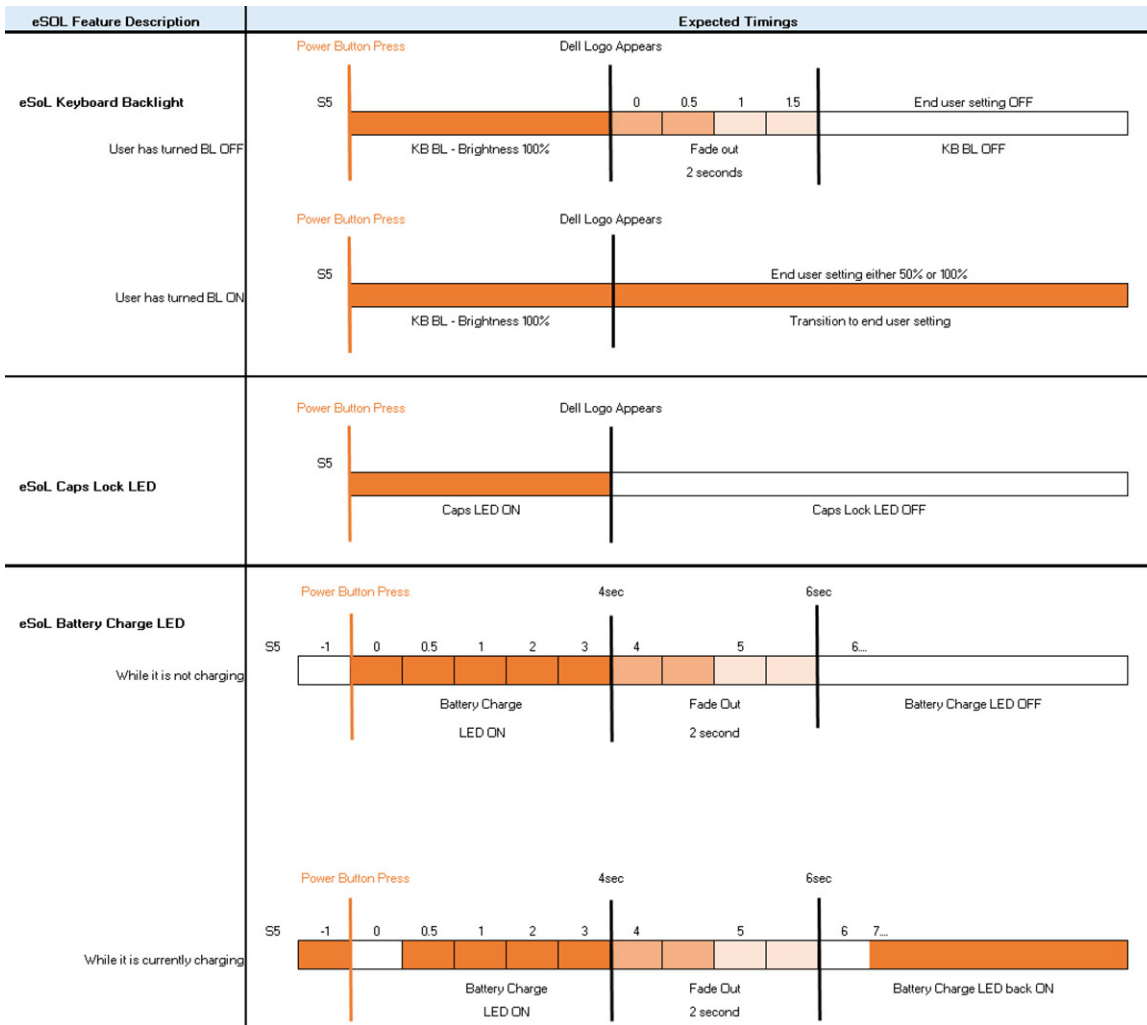 eSOL Feature Description
Expected Timings
Power Button Press
Dell Logo Appears
eSoL Keyboard Backlight
S5
0 0.5 1 1.5
End user setting OFF
User has turned BL OFF
KB BL - Brightness 100%
Fade out
KB BL OFF
2 seconds
Power Button Press
Dell Logo Appears
S5
End user setting either 50% or 100%
User has turned BL ON
KB BL - Brightness 100%
Transition to end user setting
Power Button Press
Dell Logo Appears
S5
eSoL Caps Lock LED
Caps LED ON
Caps Lock LED OFF
Power Button Press
4sec
6sec
eSoL Battery Charge LED
S5
-1 0 0.5 1 2 3 4 5 6....
While it is not charging
Battery Charge
Fade Out
Battery Charge LED OFF
LED ON
2 second
Power Button Press
4sec
6sec
S5
-1 0 0.5 1 2 3 4 5 6 7....
While it is currently charging
Battery Charge
Fade Out
Battery Charge LED back ON
LED ON
2 second